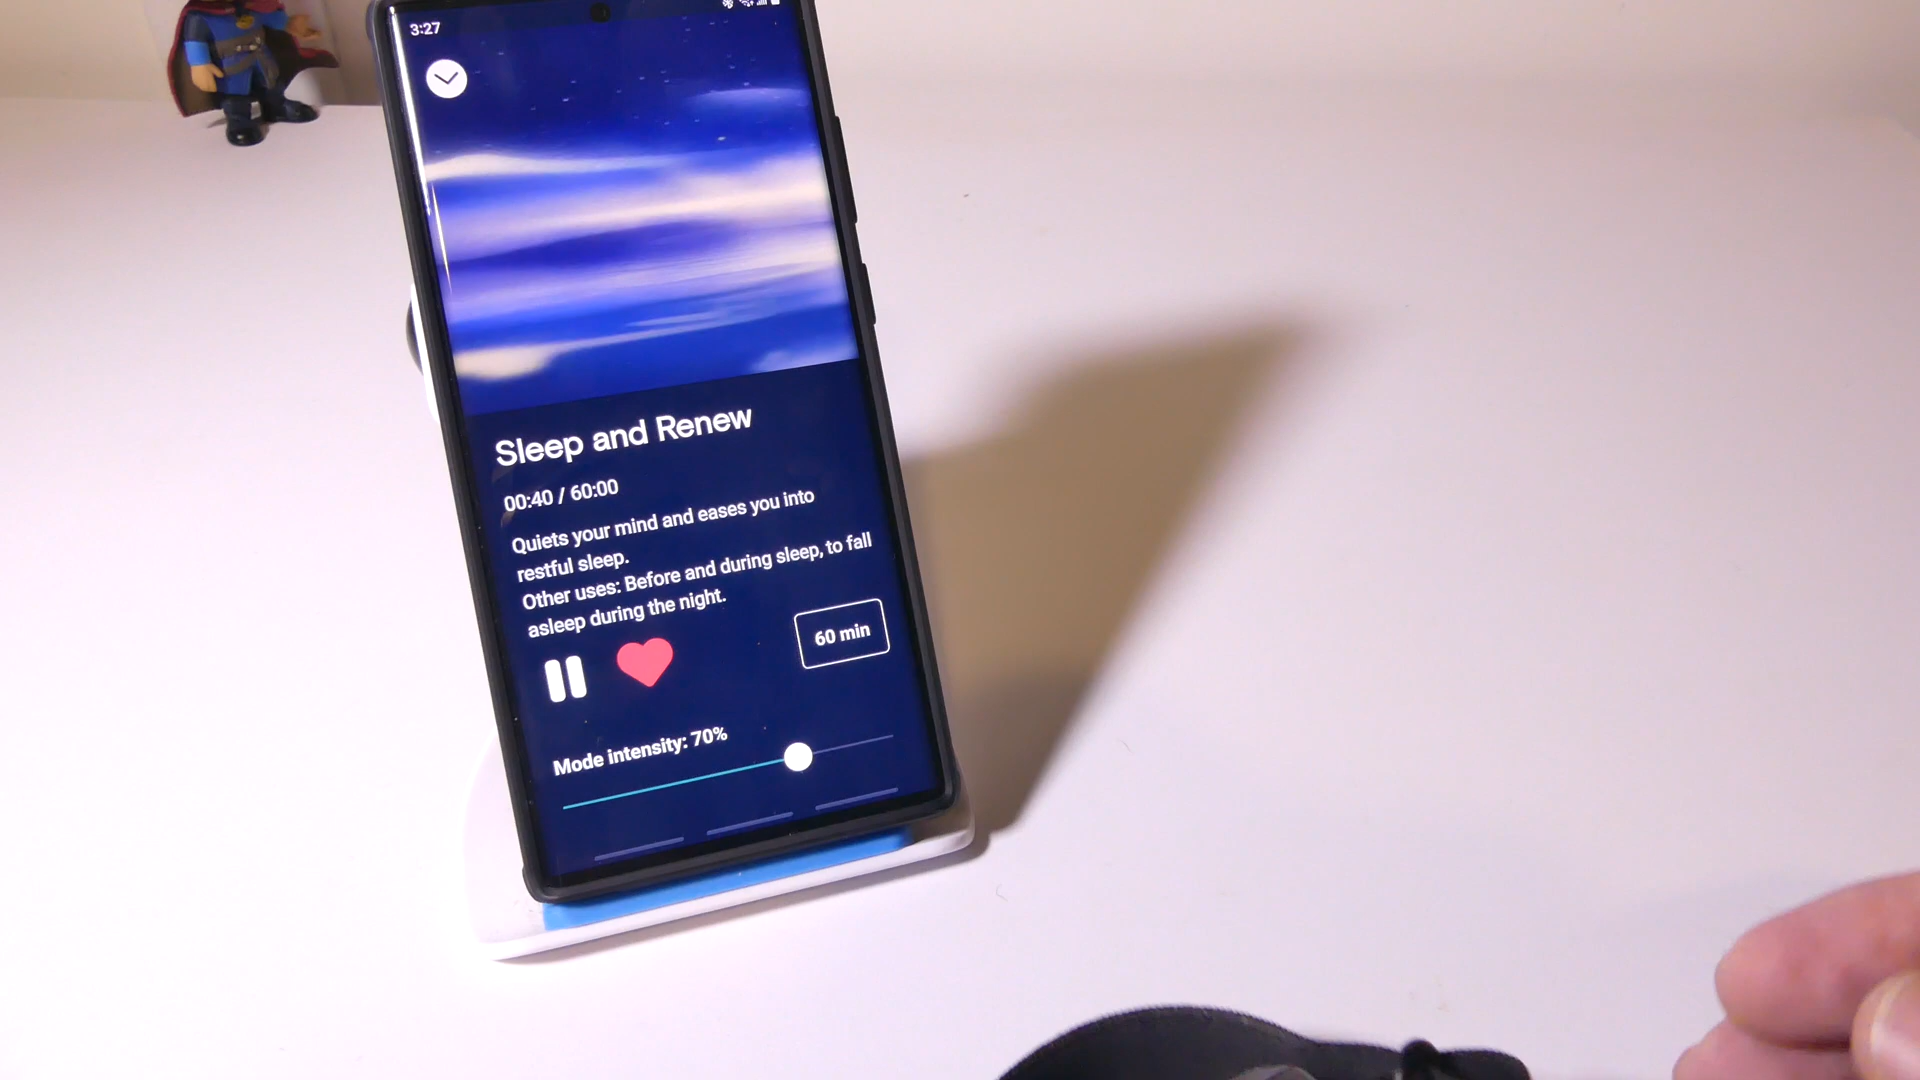 3:27
Sleep and Renew
00:40 / 60:00
Quiets your mind and eases you into
restful sleep.
Other uses: Before and during sleep, to fall
asleep during the night.
60 min
Mode intensity: 70%